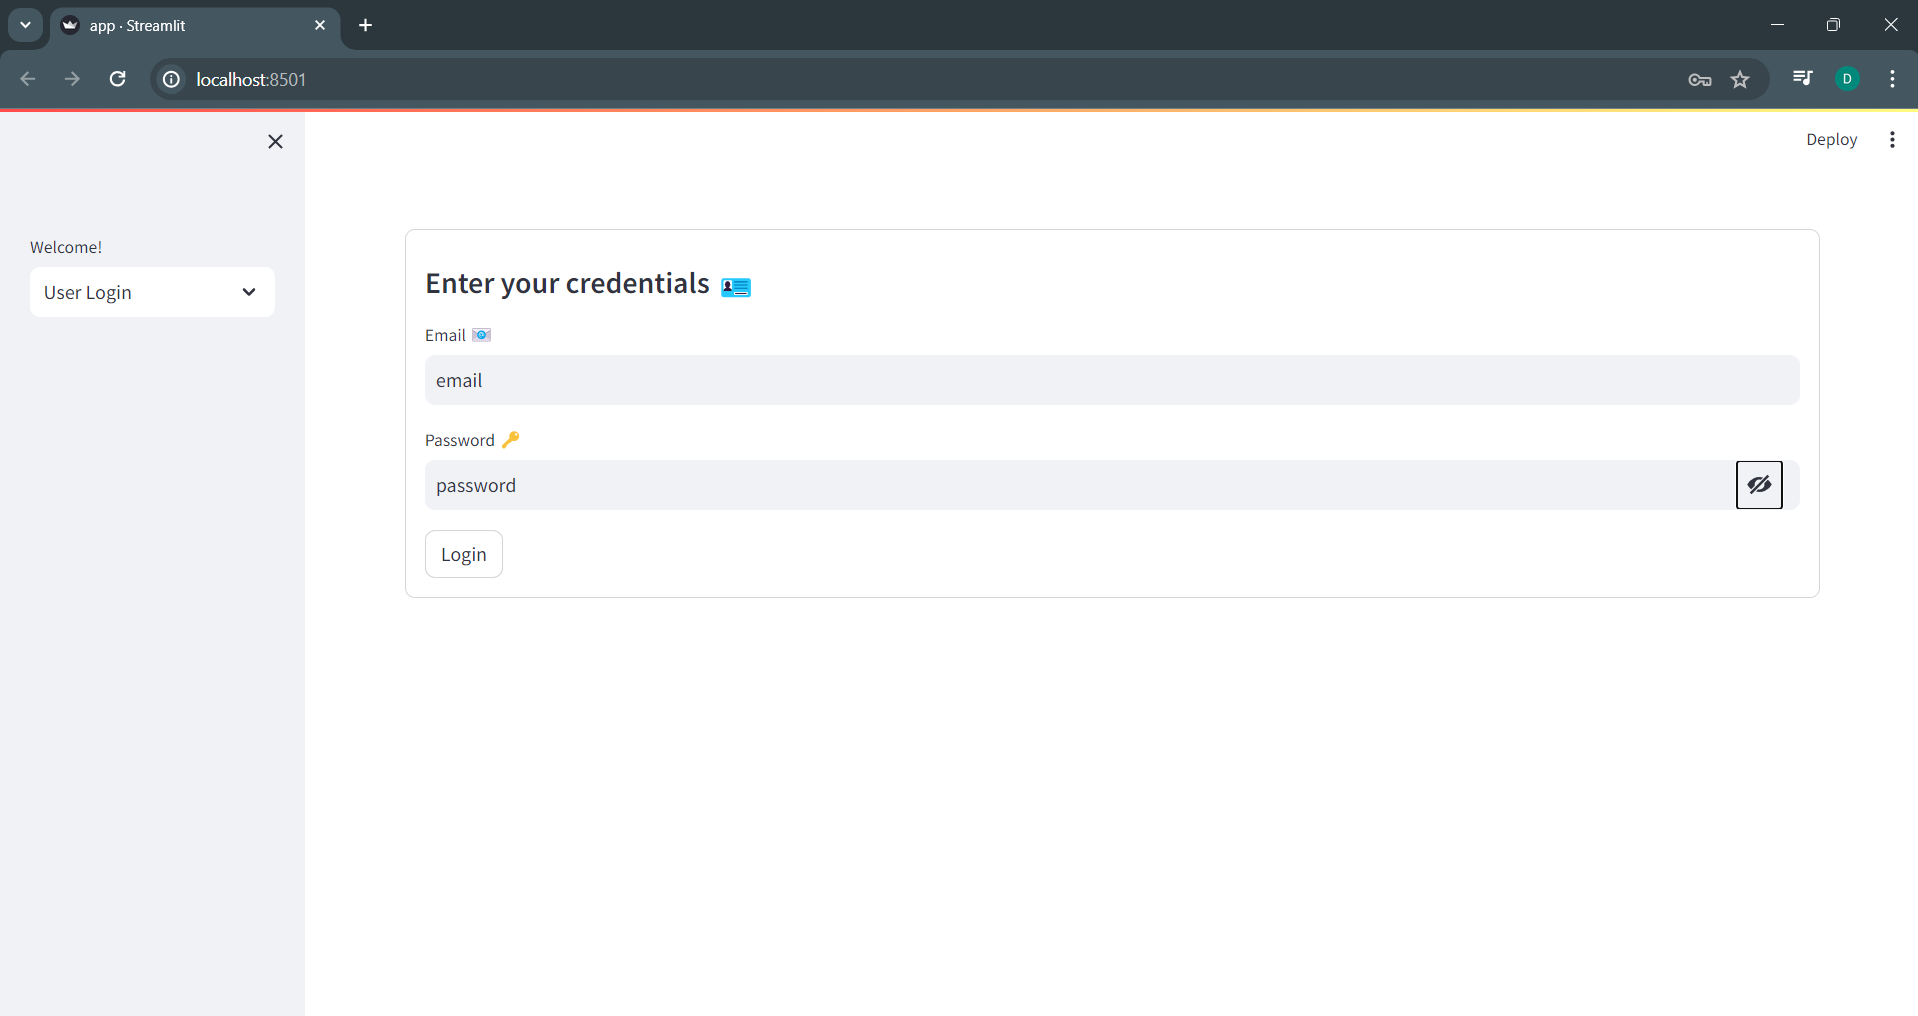 app · Streamlit
localhost:8501
D
Deploy
Welcome!
User Login
Enter your credentials
Email
email
Password
password
Login